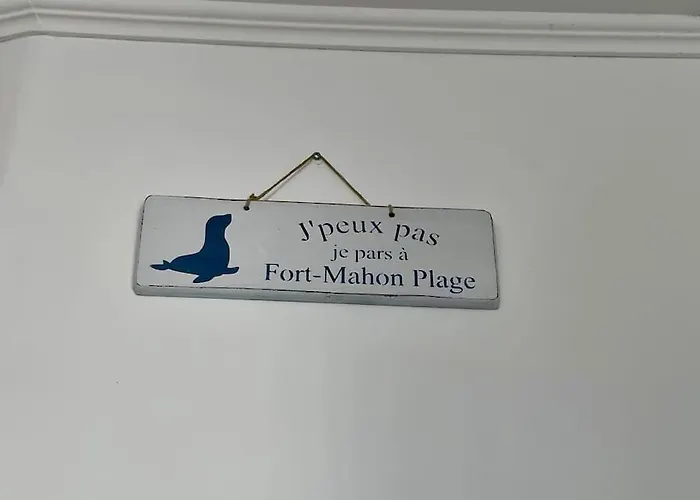 J'peux pas
je pars à
Fort-Mahon Plage